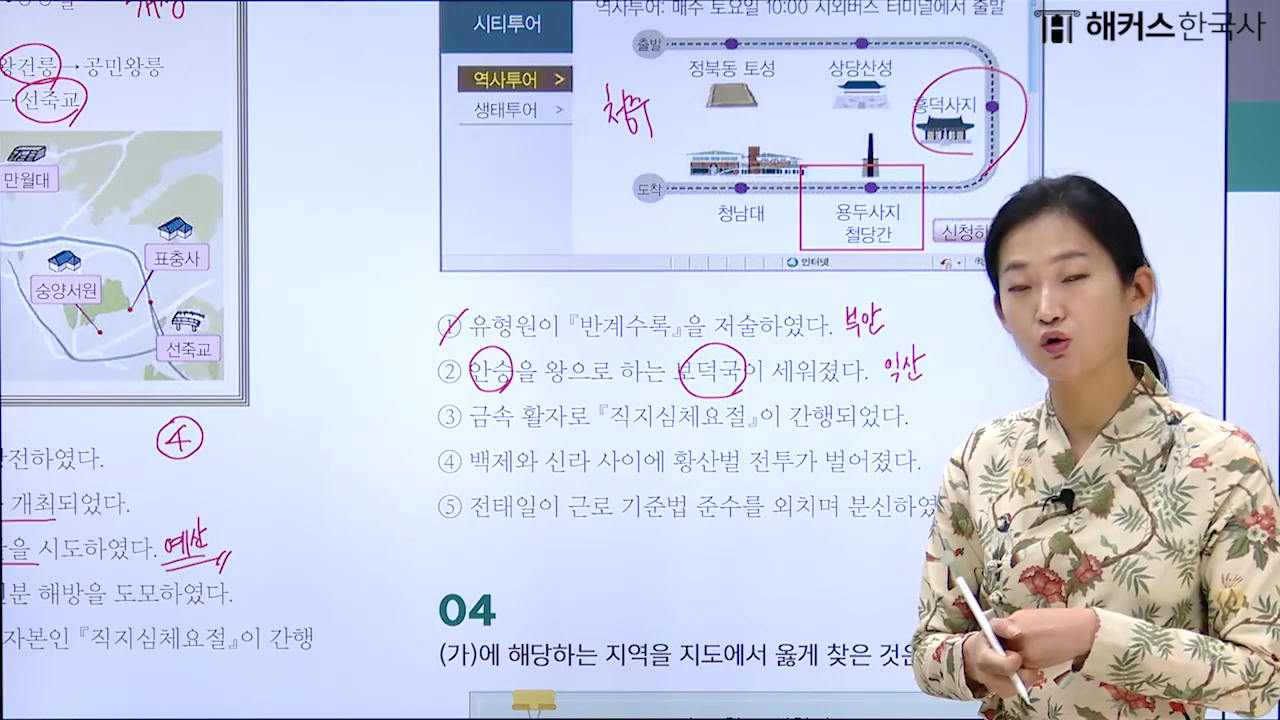 해커스한국사
왕건릉→공민왕릉
→선죽교
만월대
표충사
숭양서원
선죽교
④
전하였다.
개최되었다.
을 시도하였다. 예산
신분 해방을 도모하였다.
자본인 『직지심체요절』이 간행
시티투어
역사투어 >
생태투어 >
역사투어: 매주 토요일 10:00 시외버스 터미널에서 출발
출발
정북동 토성
상당산성
흥덕사지
청주
도착
청남대
용두사지
철당간
신청하
인터넷
① 유형원이 『반계수록』을 저술하였다. 부안
② 안승을 왕으로 하는 보덕국이 세워졌다. 익산
③ 금속 활자로 『직지심체요절』이 간행되었다.
④ 백제와 신라 사이에 황산벌 전투가 벌어졌다.
⑤ 전태일이 근로 기준법 준수를 외치며 분신하였
04
(가)에 해당하는 지역을 지도에서 옳게 찾은 것은